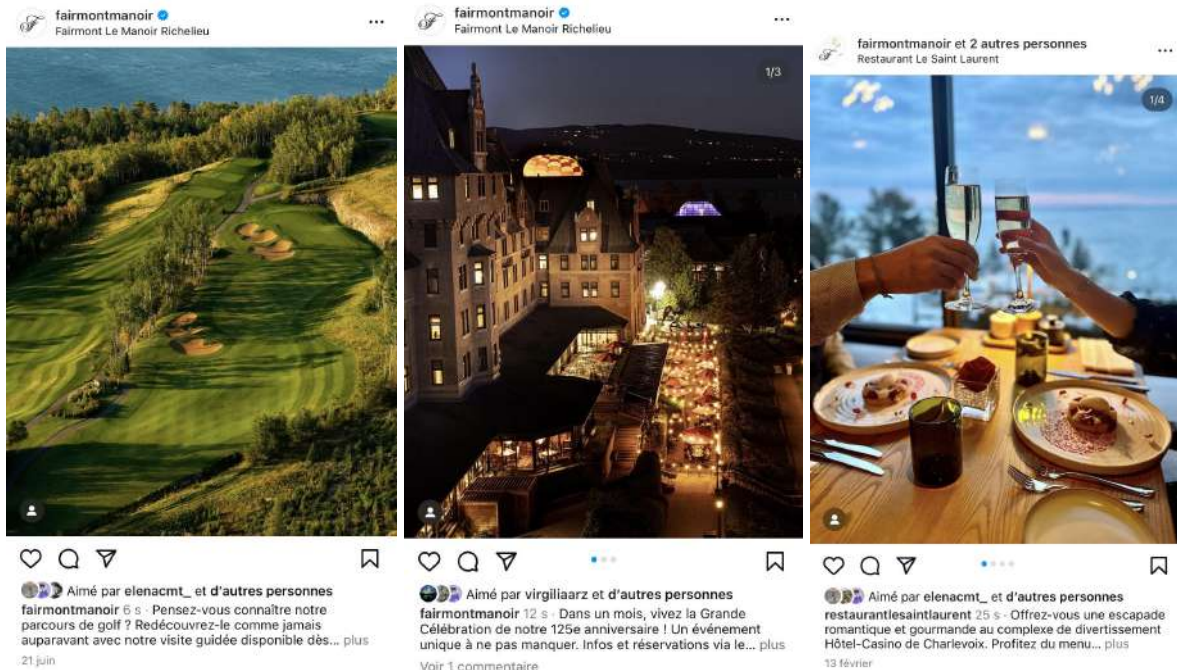 fairmontmanoir
Fairmont Le Manoir Richelieu
Aimé par elenacmt_ et d'autres personnes
fairmontmanoir 6 s · Pensez-vous connaître notre
parcours de golf ? Redécouvrez-le comme jamais
auparavant avec notre visite guidée disponible dès... plus
21 juin
fairmontmanoir
Fairmont Le Manoir Richelieu
1/3
Aimé par virgiliaarz et d'autres personnes
fairmontmanoir 12 s · Dans un mois, vivez la Grande
Célébration de notre 125e anniversaire ! Un événement
unique à ne pas manquer. Infos et réservations via le... plus
Voir 1 commentaire
fairmontmanoir et 2 autres personnes
Restaurant Le Saint Laurent
1/4
Aimé par elenacmt_ et d'autres personnes
restaurantlesaintlaurent 25 s · Offrez-vous une escapade
romantique et gourmande au complexe de divertissement
Hôtel-Casino de Charlevoix. Profitez du menu... plus
13 février